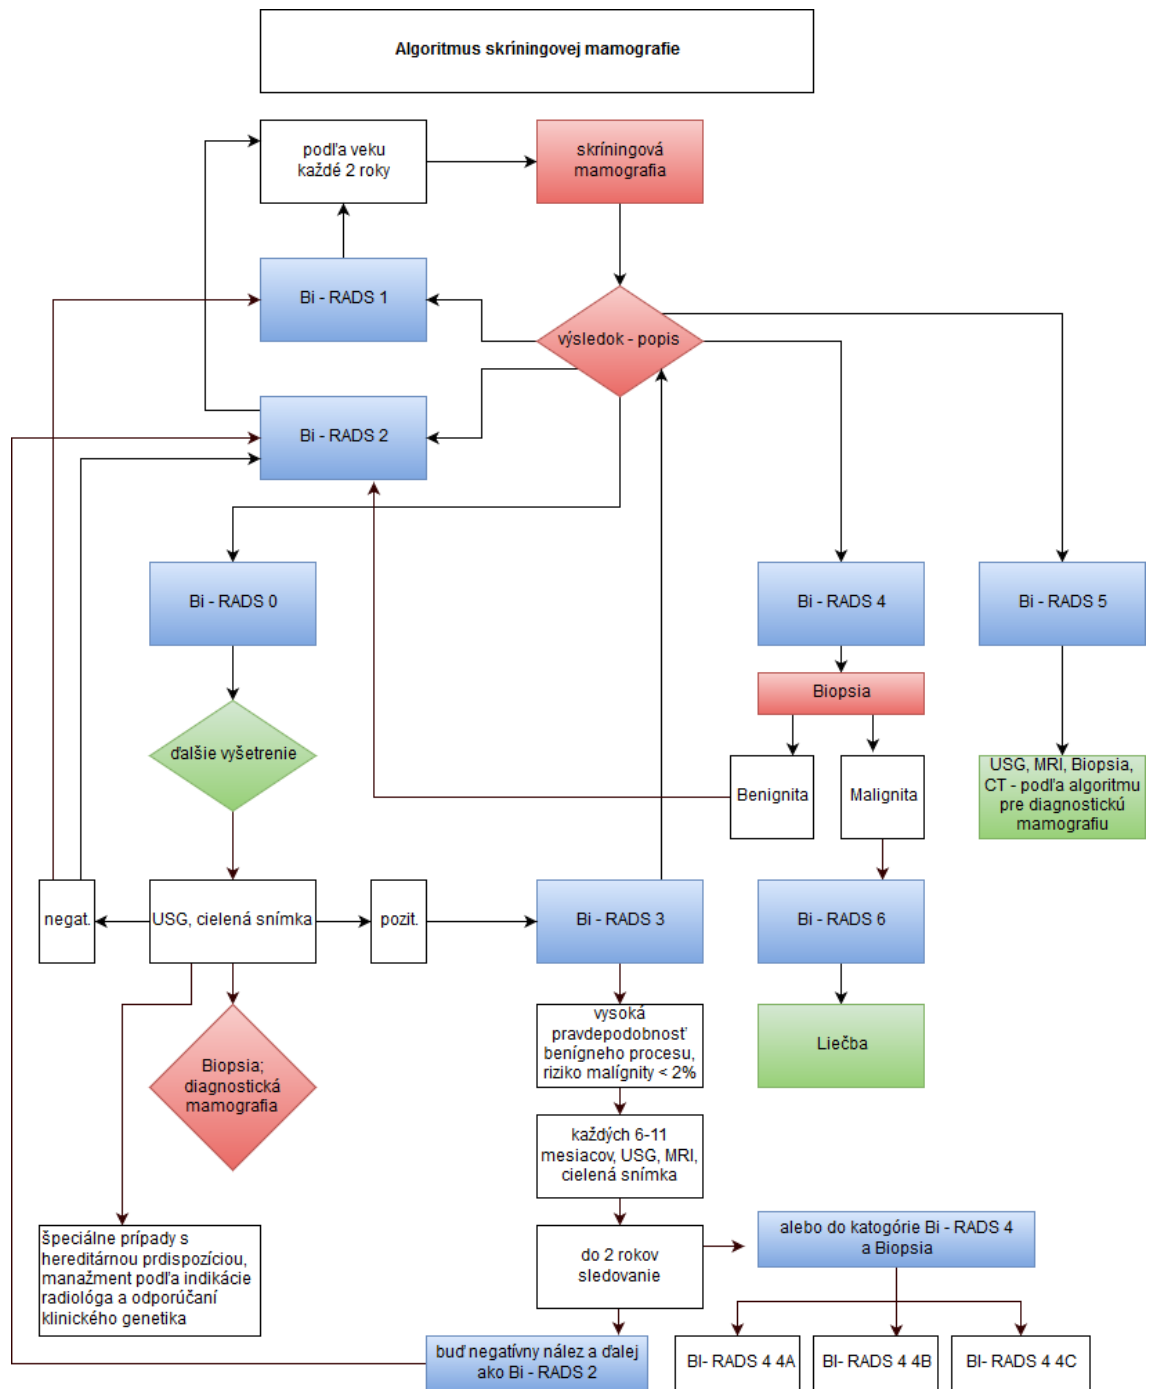 Algoritmus skríningovej mamografie
podľa veku
každé 2 roky
skríningová
mamografia
Bi - RADS 1
výsledok - popis
Bi - RADS 2
Bi - RADS 0
Bi - RADS 4
Bi - RADS 5
Biopsia
ďalšie vyšetrenie
Benignita
Malignita
USG, MRI, Biopsia,
CT - podľa algoritmu
pre diagnostickú
mamografiu
negat.
USG, cielená snímka
pozit.
Bi - RADS 3
Bi - RADS 6
Biopsia;
diagnostická
mamografia
vysoká
pravdepodobnosť
benígneho procesu,
riziko malígnity < 2%
Liečba
každých 6-11
mesiacov, USG, MRI,
cielená snímka
špeciálne prípady s
hereditárnou prdispozíciou,
manažment podľa indikácie
radiológa a odporúčaní
klinického genetika
do 2 rokov
sledovanie
alebo do katogórie Bi - RADS 4
a Biopsia
buď negatívny nález a ďalej
ako Bi - RADS 2
BI- RADS 4 4A
BI- RADS 4 4B
BI- RADS 4 4C